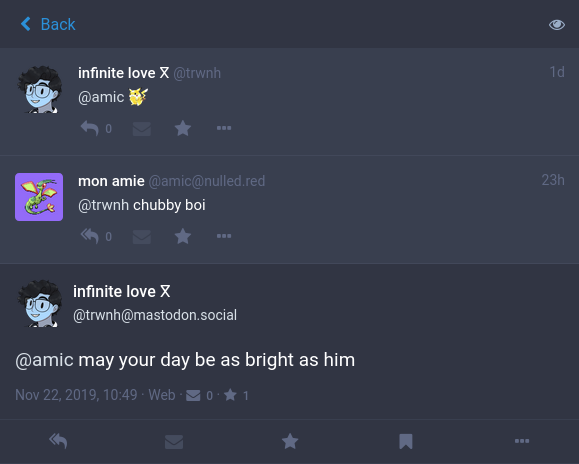 Back
infinite love ⴳ @trwnh 1d
@amic
0
mon amie @amic@nulled.red 23h
@trwnh chubby boi
0
infinite love ⴳ
@trwnh@mastodon.social
@amic may your day be as bright as him
Nov 22, 2019, 10:49 · Web · 0 · 1